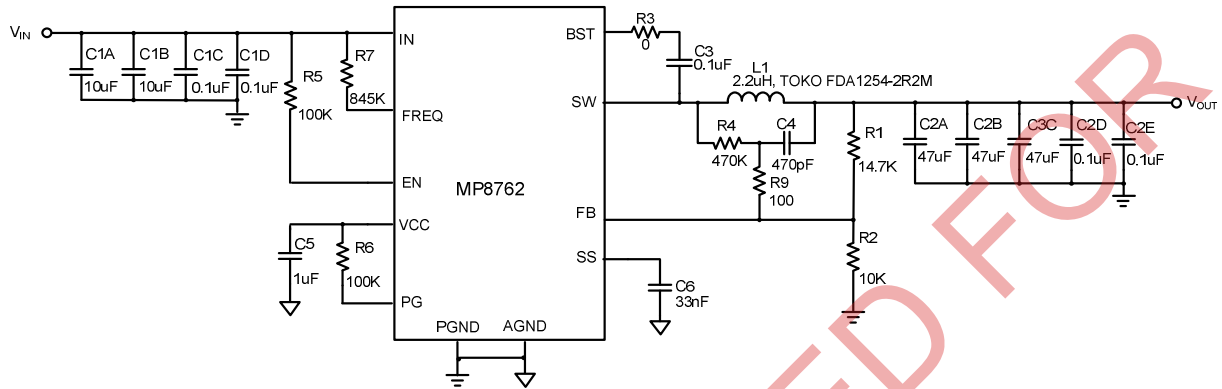 VIN
C1A
10uF
C1B
10uF
C1C
0.1uF
C1D
0.1uF
R5
100K
R7
845K
C5
1uF
R6
100K
IN
FREQ
EN
VCC
PG
MP8762
PGND
AGND
BST
SW
FB
SS
R3
0
C3
0.1uF
L1
2.2uH, TOKO FDA1254-2R2M
R4
470K
C4
470pF
R9
100
R1
14.7K
R2
10K
C6
33nF
C2A
47uF
C2B
47uF
C3C
47uF
C2D
0.1uF
C2E
0.1uF
VOUT
ED FOR